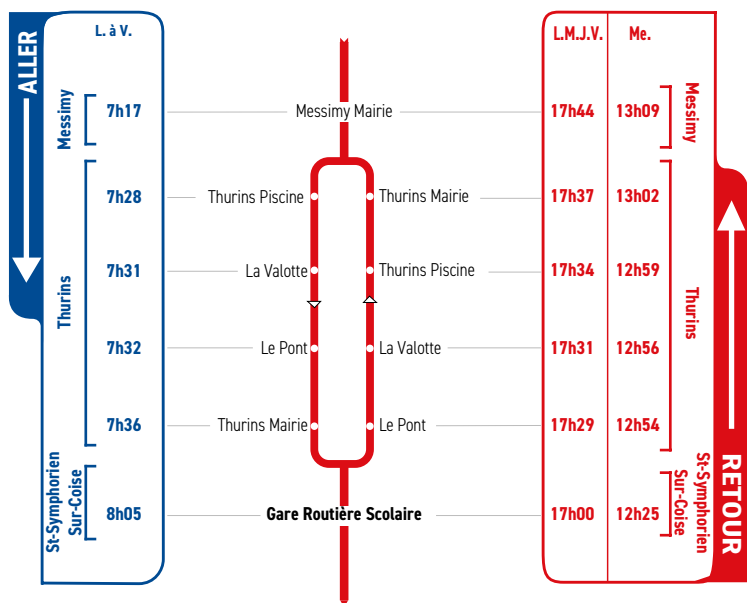 ALLER
L. à V.
L.M.J.V. Me.
Messimy 7h17 Messimy Mairie 17h44 13h09 Messimy
Thurins
7h28 Thurins Piscine Thurins Mairie 17h37 13h02
7h31 La Valotte Thurins Piscine 17h34 12h59
7h32 Le Pont La Valotte 17h31 12h56
7h36 Thurins Mairie Le Pont 17h29 12h54
Thurins
St-Symphorien
Sur-Coise
8h05 Gare Routière Scolaire 17h00 12h25
St-Symphorien
Sur-Coise
RETOUR